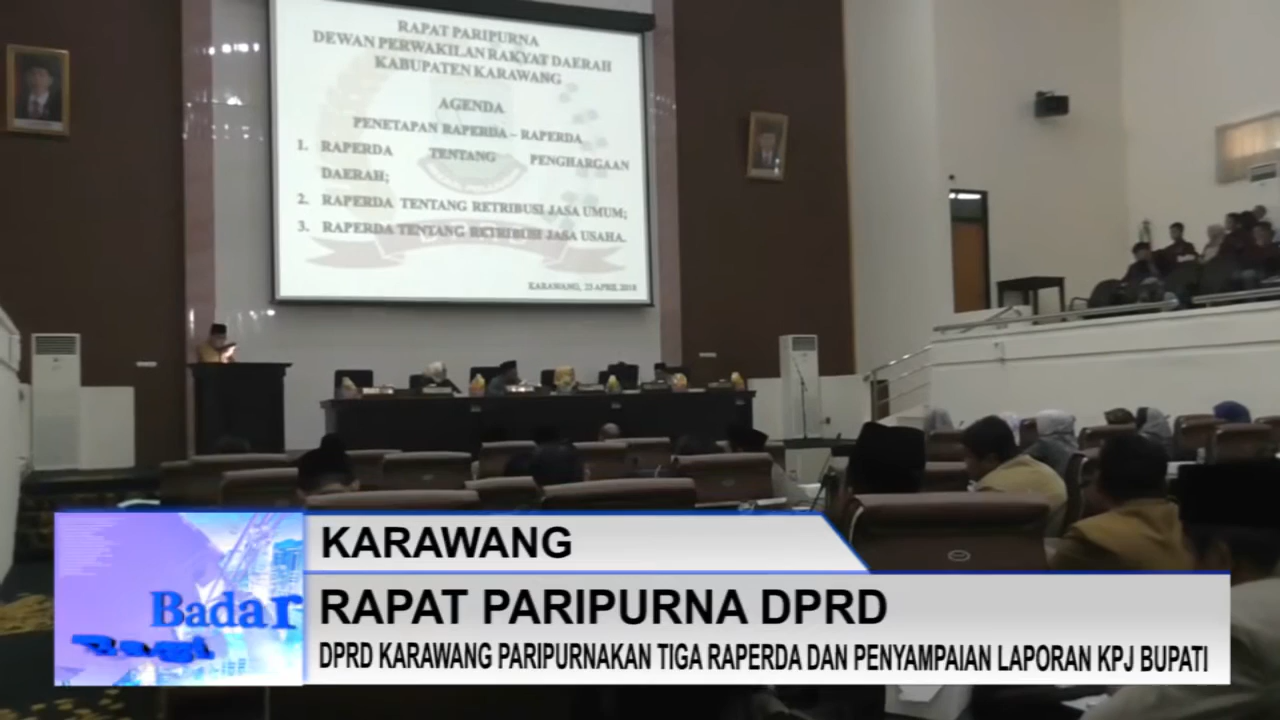 RAPAT PARIPURNA
DEWAN PERWAKILAN RAKYAT DAERAH
KABUPATEN KARAWANG
AGENDA
PENETAPAN RAPERDA – RAPERDA
1. RAPERDA TENTANG PENGHARGAAN
DAERAH;
2. RAPERDA TENTANG RETRIBUSI JASA UMUM;
3. RAPERDA TENTANG RETRIBUSI JASA USAHA.
KARAWANG, 25 APRIL 2018
KARAWANG
Badar
RAPAT PARIPURNA DPRD
DPRD KARAWANG PARIPURNAKAN TIGA RAPERDA DAN PENYAMPAIAN LAPORAN KPJ BUPATI